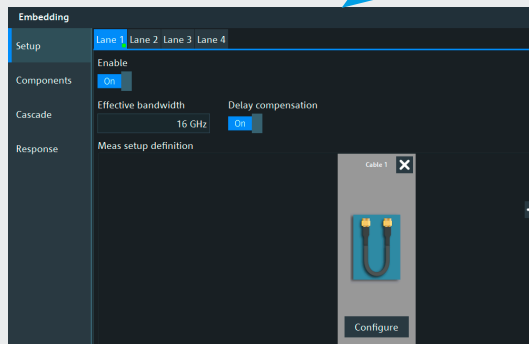 Embedding
Setup
Components
Cascade
Response
Lane 1 Lane 2 Lane 3 Lane 4
Enable
On
Effective bandwidth Delay compensation
16 GHz On
Meas setup definition
Cable 1
Configure